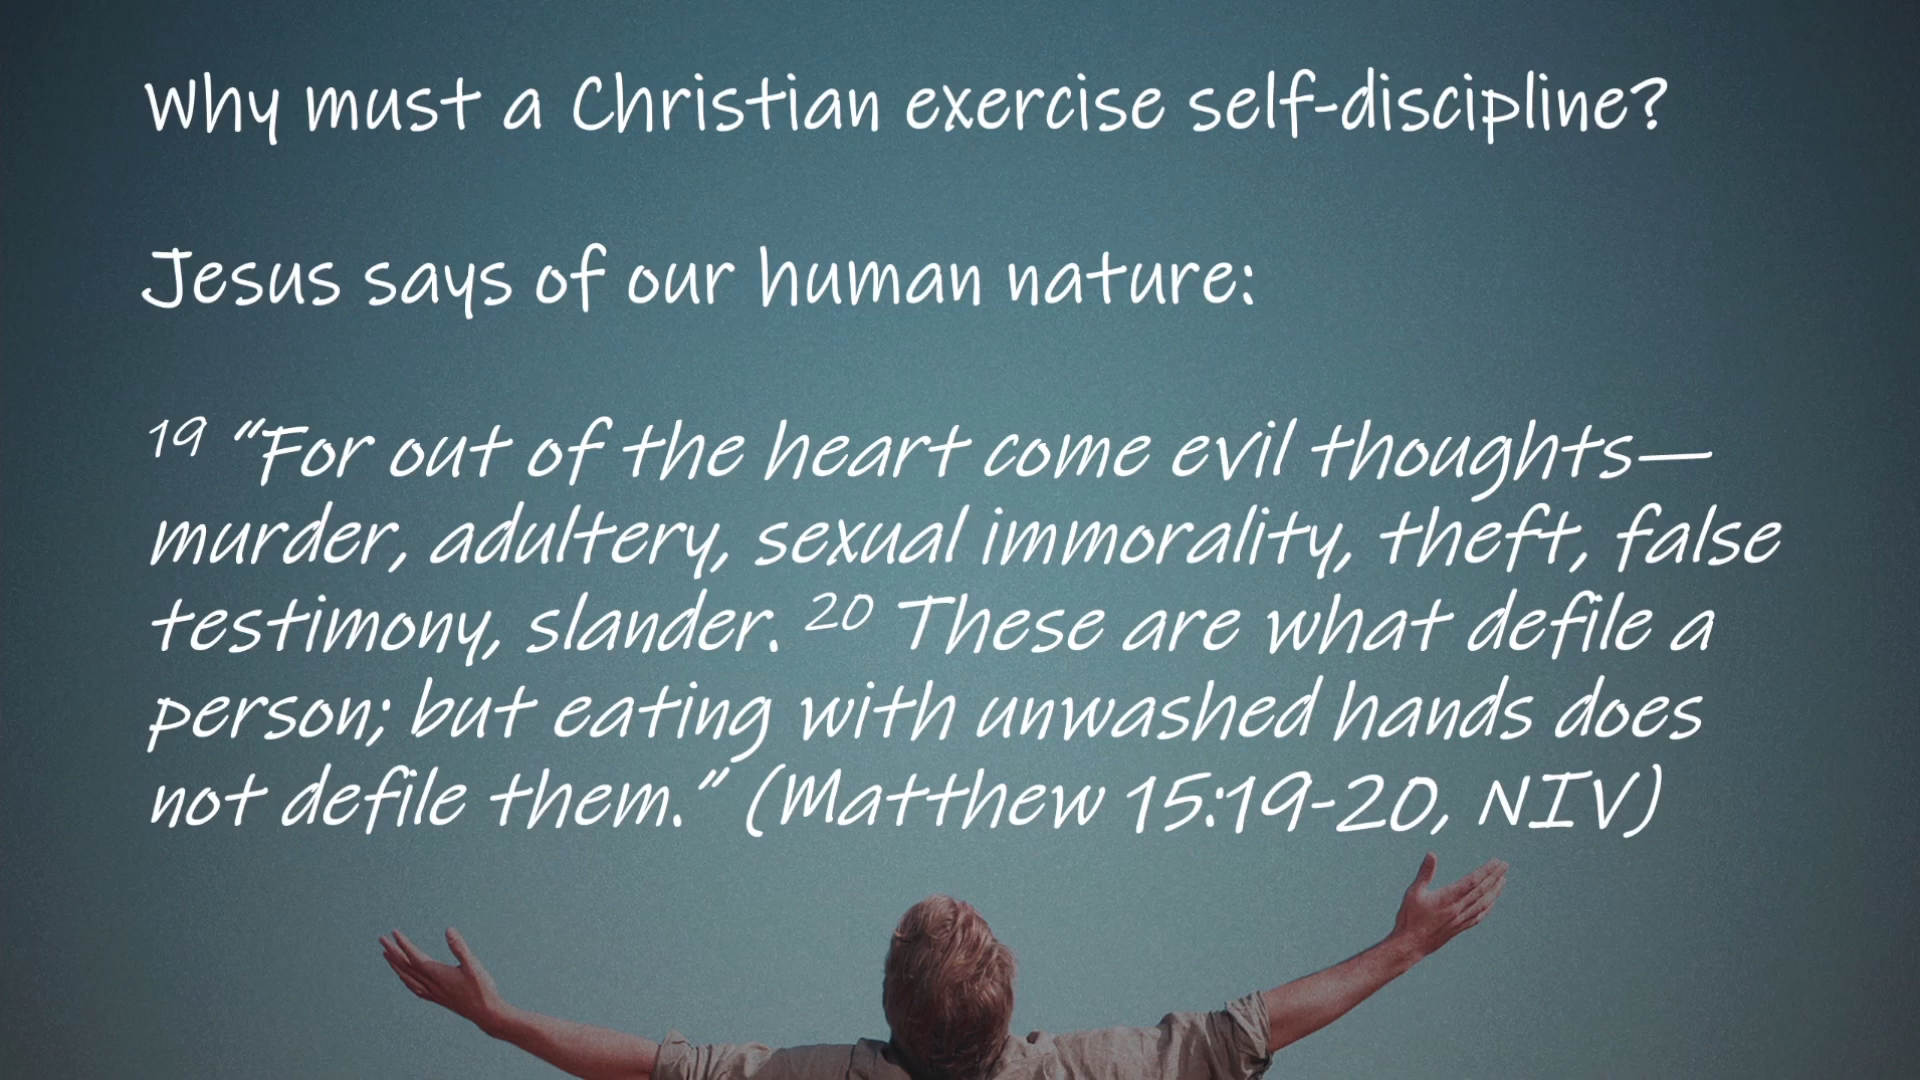 Why must a Christian exercise self-discipline?
Jesus says of our human nature:
19 "For out of the heart come evil thoughts—
murder, adultery, sexual immorality, theft, false
testimony, slander. 20 These are what defile a
person; but eating with unwashed hands does
not defile them." (Matthew 15:19-20, NIV)